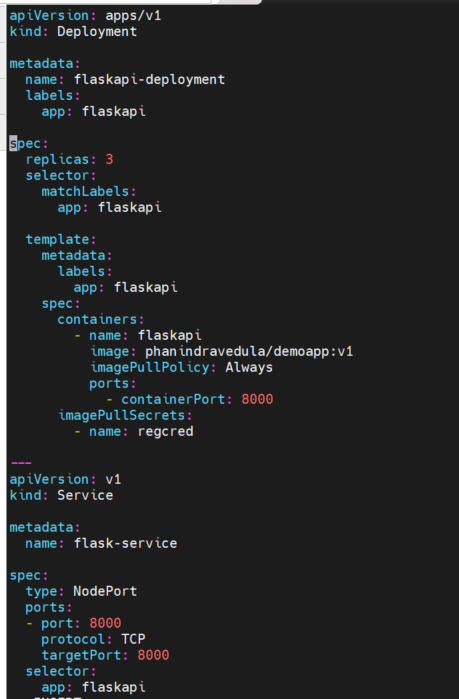 apiVersion: apps/v1
kind: Deployment
metadata:
  name: flaskapi-deployment
  labels:
    app: flaskapi
spec:
  replicas: 3
  selector:
    matchLabels:
      app: flaskapi
  template:
    metadata:
      labels:
        app: flaskapi
    spec:
      containers:
        - name: flaskapi
          image: phanindravedula/demoapp:v1
          imagePullPolicy: Always
          ports:
            - containerPort: 8000
      imagePullSecrets:
        - name: regcred
---
apiVersion: v1
kind: Service
metadata:
  name: flask-service
spec:
  type: NodePort
  ports:
  - port: 8000
    protocol: TCP
    targetPort: 8000
  selector:
    app: flaskapi